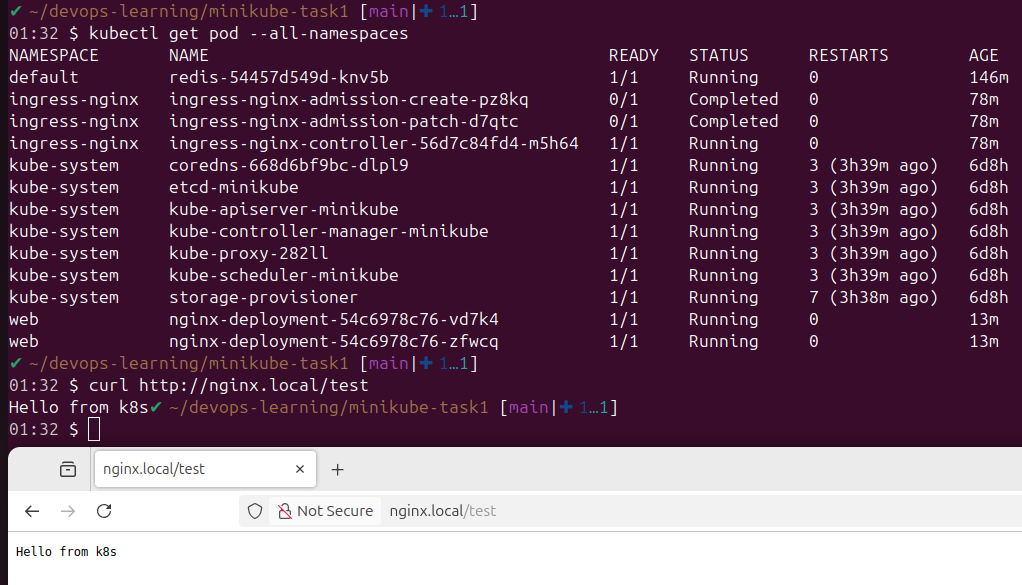 ✔ ~/devops-learning/minikube-task1 [main|✚ 1…1]
01:32 $ kubectl get pod --all-namespaces
NAMESPACE NAME READY STATUS RESTARTS AGE
default redis-54457d549d-knv5b 1/1 Running 0 146m
ingress-nginx ingress-nginx-admission-create-pz8kq 0/1 Completed 0 78m
ingress-nginx ingress-nginx-admission-patch-d7qtc 0/1 Completed 0 78m
ingress-nginx ingress-nginx-controller-56d7c84fd4-m5h64 1/1 Running 0 78m
kube-system coredns-668d6bf9bc-dlpl9 1/1 Running 3 (3h39m ago) 6d8h
kube-system etcd-minikube 1/1 Running 3 (3h39m ago) 6d8h
kube-system kube-apiserver-minikube 1/1 Running 3 (3h39m ago) 6d8h
kube-system kube-controller-manager-minikube 1/1 Running 3 (3h39m ago) 6d8h
kube-system kube-proxy-282ll 1/1 Running 3 (3h39m ago) 6d8h
kube-system kube-scheduler-minikube 1/1 Running 3 (3h39m ago) 6d8h
kube-system storage-provisioner 1/1 Running 7 (3h38m ago) 6d8h
web nginx-deployment-54c6978c76-vd7k4 1/1 Running 0 13m
web nginx-deployment-54c6978c76-zfwcq 1/1 Running 0 13m
✔ ~/devops-learning/minikube-task1 [main|✚ 1…1]
01:32 $ curl http://nginx.local/test
Hello from k8s✔ ~/devops-learning/minikube-task1 [main|✚ 1…1]
01:32 $
nginx.local/test
Not Secure nginx.local/test
Hello from k8s